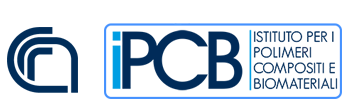 iPCB
ISTITUTO PER I
POLIMERI
COMPOSITI E
BIOMATERIALI